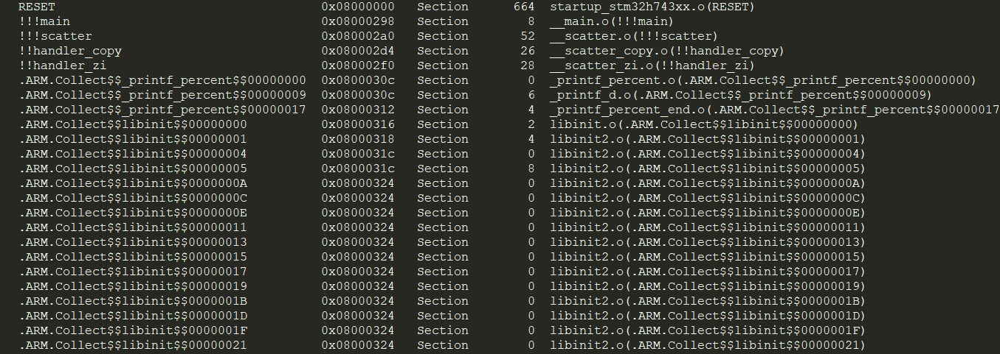 RESET 0x08000000 Section 664 startup_stm32h743xx.o(RESET)
!!!main 0x08000298 Section 8 __main.o(!!!main)
!!!scatter 0x080002a0 Section 52 __scatter.o(!!!scatter)
!!handler_copy 0x080002d4 Section 26 __scatter_copy.o(!!handler_copy)
!!handler_zi 0x080002f0 Section 28 __scatter_zi.o(!!handler_zi)
.ARM.Collect$$_printf_percent$$00000000 0x0800030c Section 0 _printf_percent.o(.ARM.Collect$$_printf_percent$$00000000)
.ARM.Collect$$_printf_percent$$00000009 0x0800030c Section 6 _printf_d.o(.ARM.Collect$$_printf_percent$$00000009)
.ARM.Collect$$_printf_percent$$00000017 0x08000312 Section 4 _printf_percent_end.o(.ARM.Collect$$_printf_percent$$00000017
.ARM.Collect$$libinit$$00000000 0x08000316 Section 2 libinit.o(.ARM.Collect$$libinit$$00000000)
.ARM.Collect$$libinit$$00000001 0x08000318 Section 4 libinit2.o(.ARM.Collect$$libinit$$00000001)
.ARM.Collect$$libinit$$00000004 0x0800031c Section 0 libinit2.o(.ARM.Collect$$libinit$$00000004)
.ARM.Collect$$libinit$$00000005 0x0800031c Section 8 libinit2.o(.ARM.Collect$$libinit$$00000005)
.ARM.Collect$$libinit$$0000000A 0x08000324 Section 0 libinit2.o(.ARM.Collect$$libinit$$0000000A)
.ARM.Collect$$libinit$$0000000C 0x08000324 Section 0 libinit2.o(.ARM.Collect$$libinit$$0000000C)
.ARM.Collect$$libinit$$0000000E 0x08000324 Section 0 libinit2.o(.ARM.Collect$$libinit$$0000000E)
.ARM.Collect$$libinit$$00000011 0x08000324 Section 0 libinit2.o(.ARM.Collect$$libinit$$00000011)
.ARM.Collect$$libinit$$00000013 0x08000324 Section 0 libinit2.o(.ARM.Collect$$libinit$$00000013)
.ARM.Collect$$libinit$$00000015 0x08000324 Section 0 libinit2.o(.ARM.Collect$$libinit$$00000015)
.ARM.Collect$$libinit$$00000017 0x08000324 Section 0 libinit2.o(.ARM.Collect$$libinit$$00000017)
.ARM.Collect$$libinit$$00000019 0x08000324 Section 0 libinit2.o(.ARM.Collect$$libinit$$00000019)
.ARM.Collect$$libinit$$0000001B 0x08000324 Section 0 libinit2.o(.ARM.Collect$$libinit$$0000001B)
.ARM.Collect$$libinit$$0000001D 0x08000324 Section 0 libinit2.o(.ARM.Collect$$libinit$$0000001D)
.ARM.Collect$$libinit$$0000001F 0x08000324 Section 0 libinit2.o(.ARM.Collect$$libinit$$0000001F)
.ARM.Collect$$libinit$$00000021 0x08000324 Section 0 libinit2.o(.ARM.Collect$$libinit$$00000021)